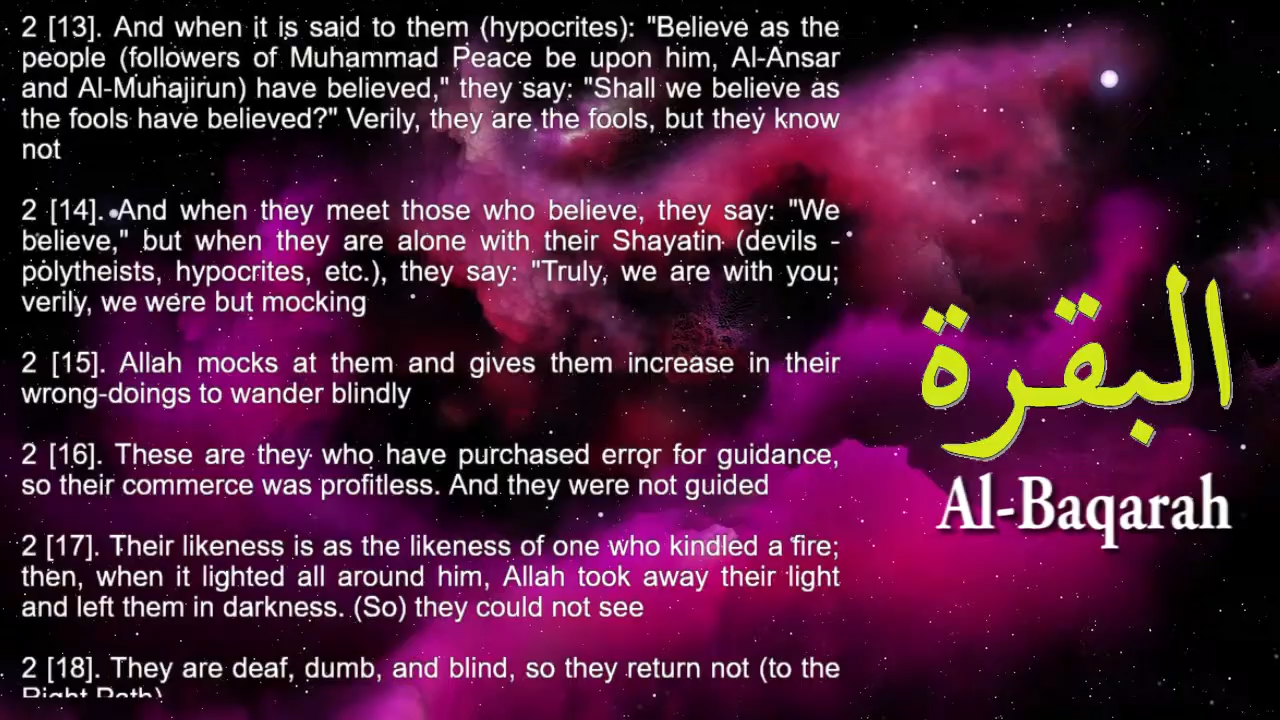 2 [13]. And when it is said to them (hypocrites): "Believe as the
people (followers of Muhammad Peace be upon him, Al-Ansar
and Al-Muhajirun) have believed," they say: "Shall we believe as
the fools have believed?" Verily, they are the fools, but they know
not
2 [14]. And when they meet those who believe, they say: "We
believe," but when they are alone with their Shayatin (devils -
polytheists, hypocrites, etc.), they say: "Truly, we are with you;
verily, we were but mocking
2 [15]. Allah mocks at them and gives them increase in their
wrong-doings to wander blindly
2 [16]. These are they who have purchased error for guidance,
so their commerce was profitless. And they were not guided
2 [17]. Their likeness is as the likeness of one who kindled a fire;
then, when it lighted all around him, Allah took away their light
and left them in darkness. (So) they could not see
2 [18]. They are deaf, dumb, and blind, so they return not (to the
Right Path)
البقرة
Al-Baqarah